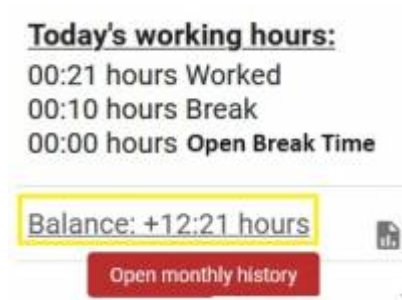 Today's working hours:
00:21 hours Worked
00:10 hours Break
00:00 hours Open Break Time
Balance: +12:21 hours
Open monthly history